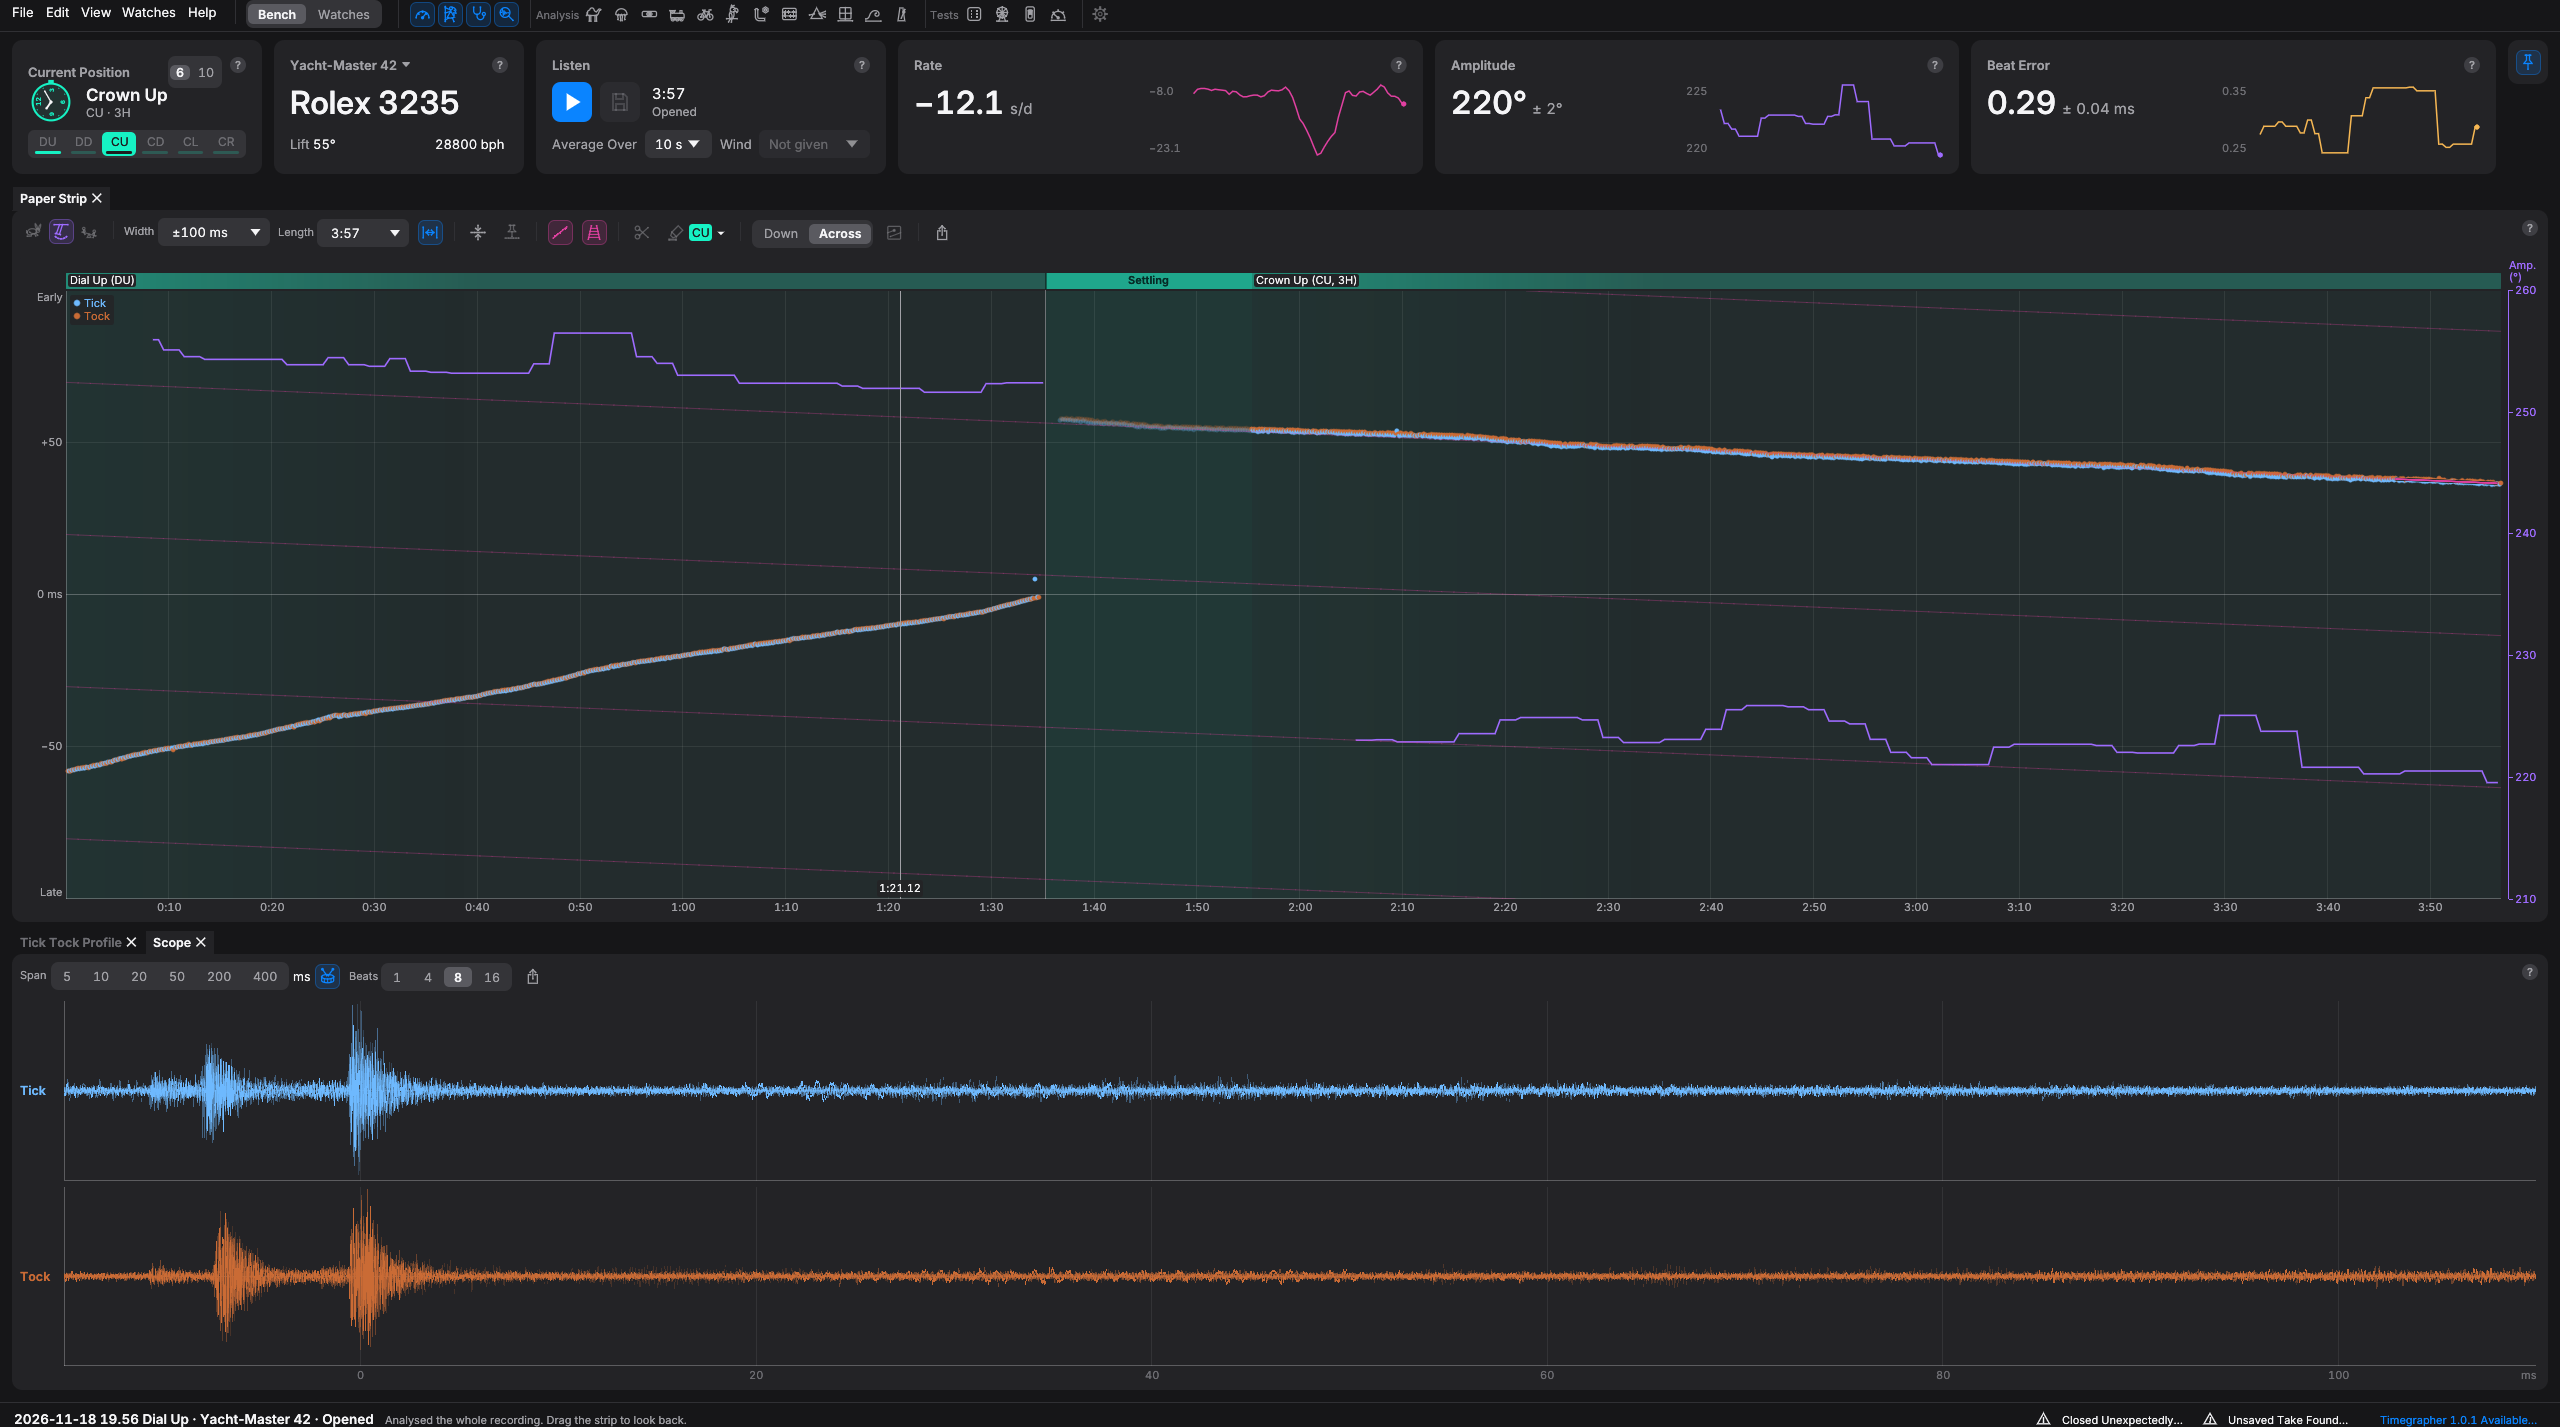 File Edit View Watches Help Bench Watches Analysis Tests
Current Position 6 10 ?
Crown Up
CU · 3H
DU DD CU CD CL CR
Yacht-Master 42 ?
Rolex 3235
Lift 55° 28800 bph
Listen ?
3:57
Opened
Average Over 10 s Wind Not given
Rate ?
−12.1 s/d
−8.0
−23.1
Amplitude ?
220° ± 2°
225
220
Beat Error ?
0.29 ± 0.04 ms
0.35
0.25
Paper Strip
Width ±100 ms Length 3:57 CU Down Across ?
Dial Up (DU) Settling Crown Up (CU, 3H)
Amp. (°)
Early
Tick
Tock
+50
0 ms
−50
Late
260
250
240
230
220
210
1:21.12
0:10 0:20 0:30 0:40 0:50 1:00 1:10 1:20 1:30 1:40 1:50 2:00 2:10 2:20 2:30 2:40 2:50 3:00 3:10 3:20 3:30 3:40 3:50
Tick Tock Profile Scope
Span 5 10 20 50 200 400 ms Beats 1 4 8 16 ?
Tick
Tock
0 20 40 60 80 100 ms
2026-11-18 19.56 Dial Up · Yacht-Master 42 · Opened Analysed the whole recording. Drag the strip to look back. Closed Unexpectedly... Unsaved Take Found... Timegrapher 1.0.1 Available...